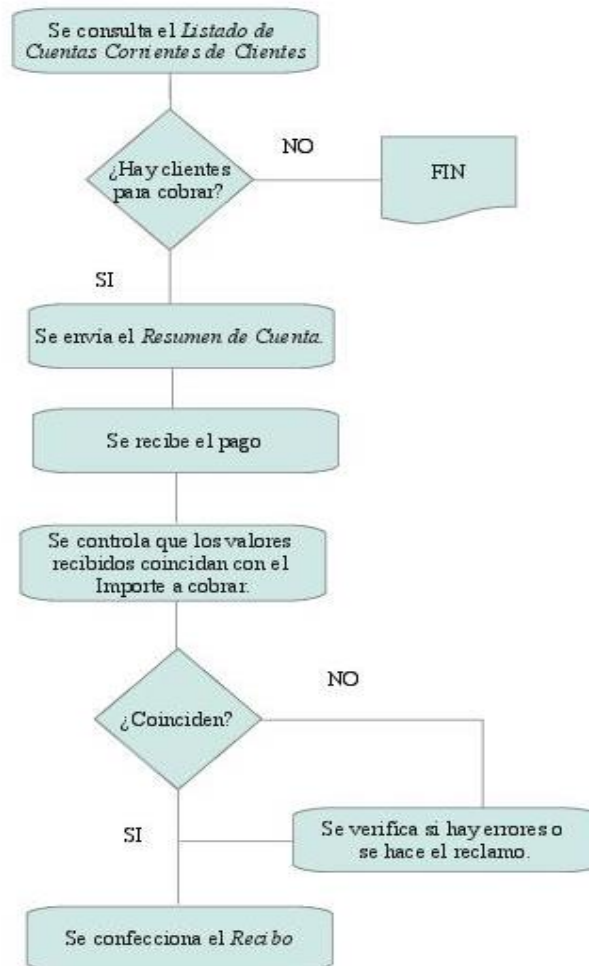 Se consulta el Listado de
Cuentas Corrientes de Clientes
NO
¿Hay clientes
para cobrar?
FIN
SI
Se envía el Resumen de Cuenta.
Se recibe el pago
Se controla que los valores
recibidos coincidan con el
Importe a cobrar.
NO
¿Coinciden?
SI
Se verifica si hay errores o
se hace el reclamo.
Se confecciona el Recibo